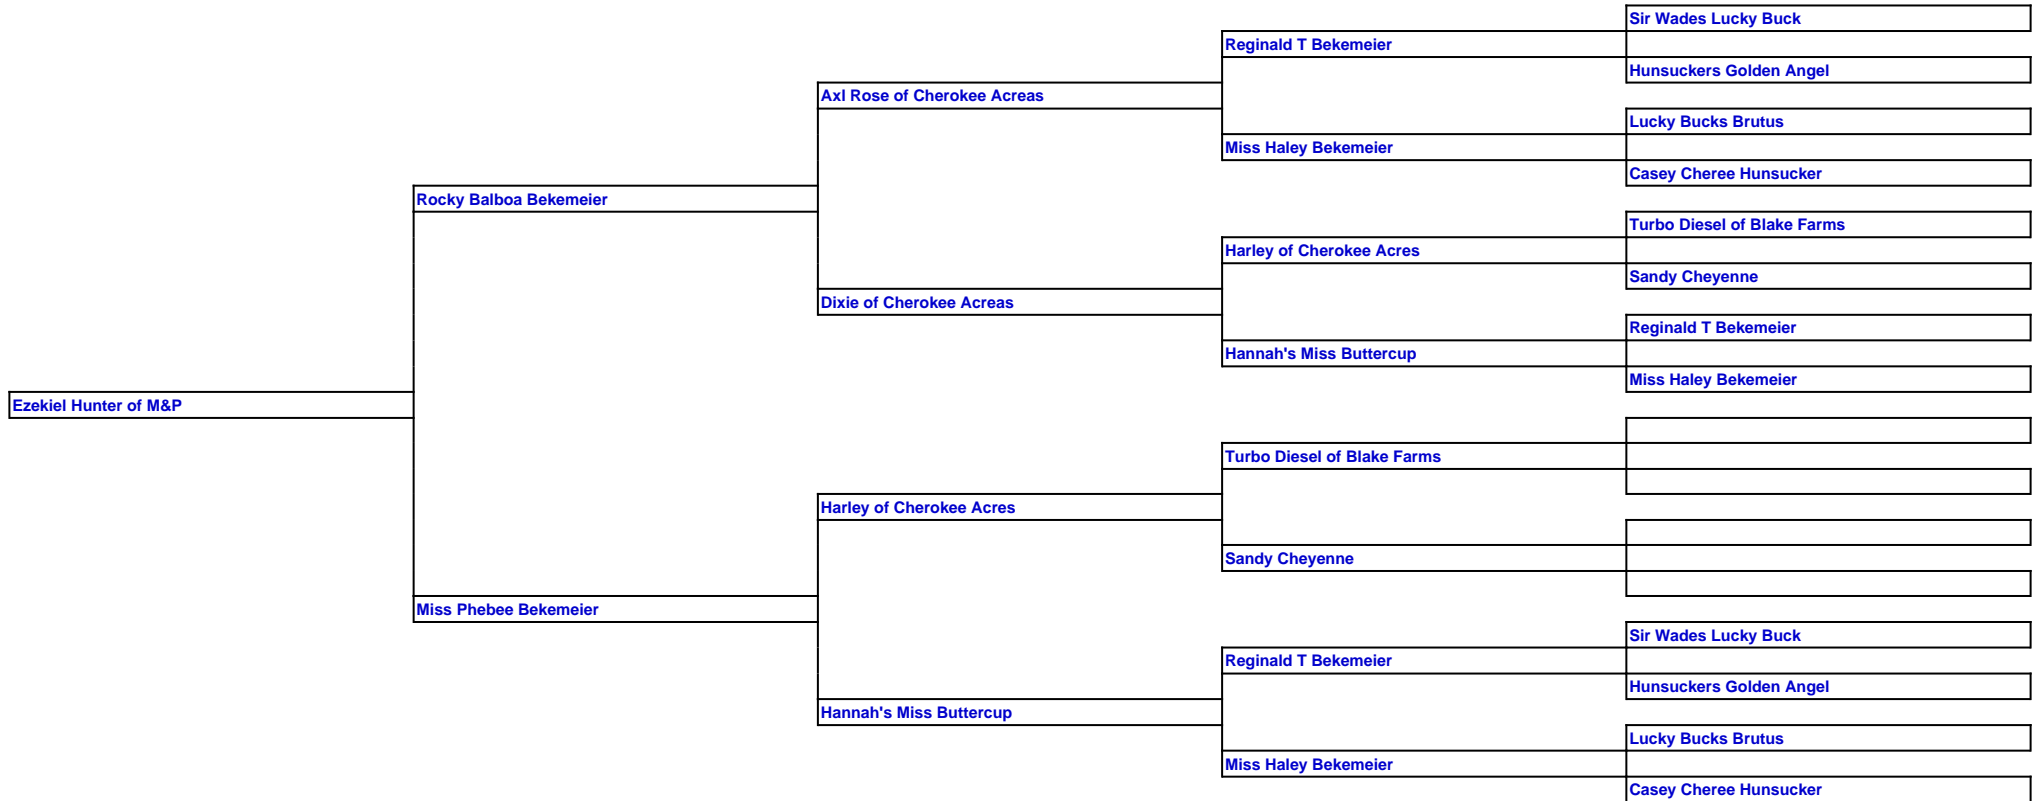 Sir Wades Lucky Buck
Reginald T Bekemeier
Hunsuckers Golden Angel
Axl Rose of Cherokee Acreas
Lucky Bucks Brutus
Miss Haley Bekemeier
Casey Cheree Hunsucker
Rocky Balboa Bekemeier
Turbo Diesel of Blake Farms
Harley of Cherokee Acres
Sandy Cheyenne
Dixie of Cherokee Acreas
Reginald T Bekemeier
Hannah's Miss Buttercup
Miss Haley Bekemeier
Ezekiel Hunter of M&P
Turbo Diesel of Blake Farms
Harley of Cherokee Acres
Sandy Cheyenne
Miss Phebee Bekemeier
Sir Wades Lucky Buck
Reginald T Bekemeier
Hunsuckers Golden Angel
Hannah's Miss Buttercup
Lucky Bucks Brutus
Miss Haley Bekemeier
Casey Cheree Hunsucker